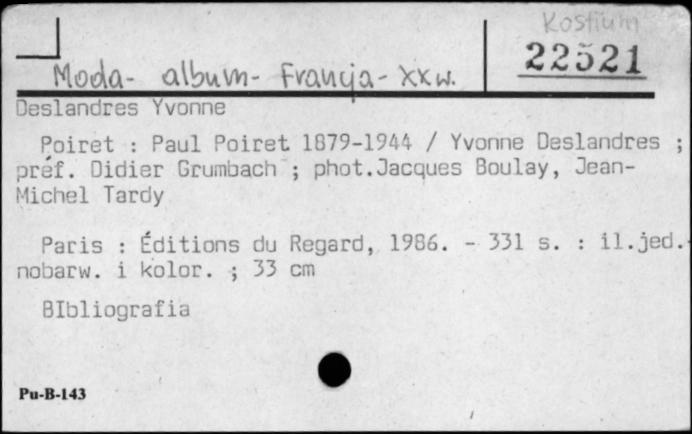 Kostium
22521
Moda - album - Francja - XX w.
Deslandres Yvonne
Poiret : Paul Poiret 1879-1944 / Yvonne Deslandres ;
préf. Didier Grumbach ; phot.Jacques Boulay, Jean-
Michel Tardy
Paris : Éditions du Regard, 1986. - 331 s. : il.jed.-
nobarw. i kolor. ; 33 cm
BIbliografia
Pu-B-143